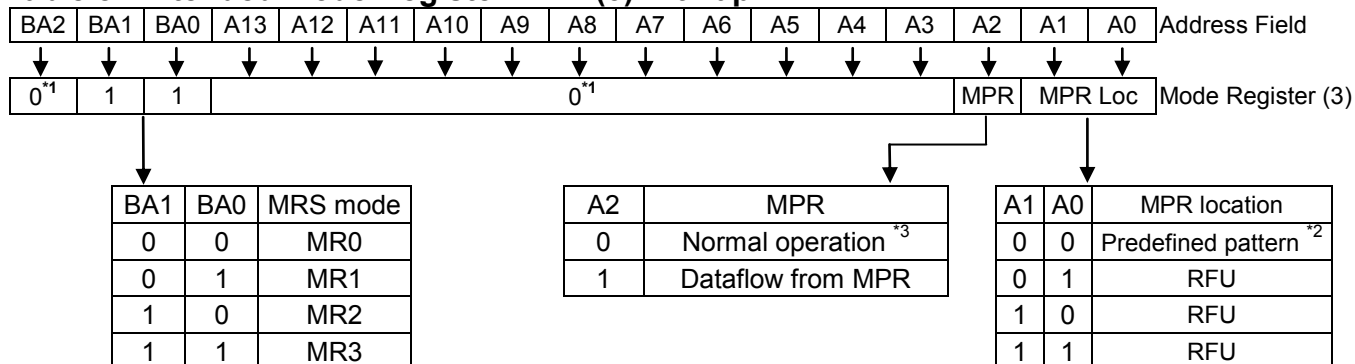 BA2 BA1 BA0 A13 A12 A11 A10 A9 A8 A7 A6 A5 A4 A3 A2 A1 A0 Address Field
0*1 1 1 0*1 MPR MPR Loc Mode Register (3)
BA1 BA0 MRS mode
0 0 MR0
0 1 MR1
1 0 MR2
1 1 MR3
A2 MPR
0 Normal operation *3
1 Dataflow from MPR
A1 A0 MPR location
0 0 Predefined pattern *2
0 1 RFU
1 0 RFU
1 1 RFU